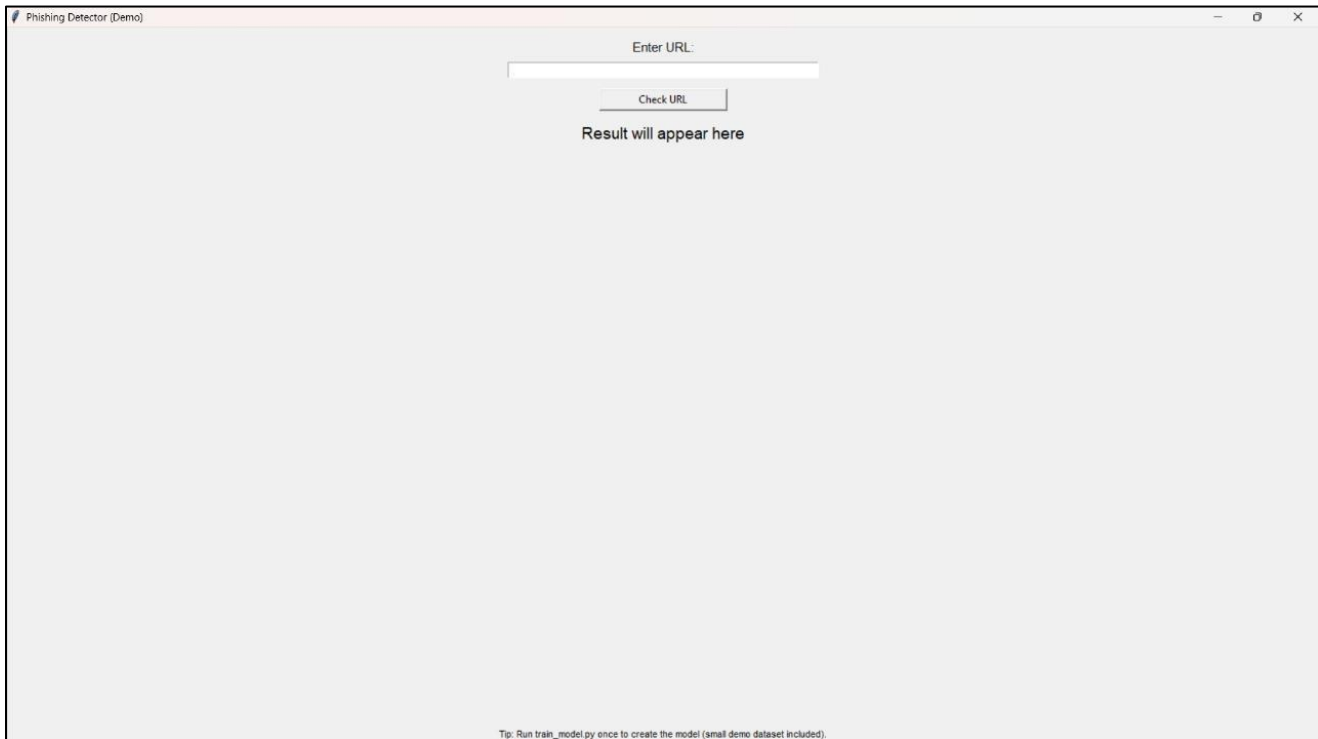 Phishing Detector (Demo)
Enter URL:
Check URL
Result will appear here
Tip: Run train_model.py once to create the model (small demo dataset included).